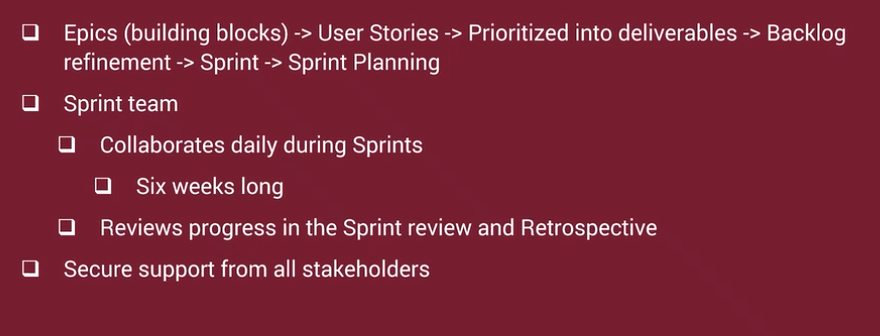 Epics (building blocks) -> User Stories -> Prioritized into deliverables -> Backlog
refinement -> Sprint -> Sprint Planning
Sprint team
Collaborates daily during Sprints
Six weeks long
Reviews progress in the Sprint review and Retrospective
Secure support from all stakeholders